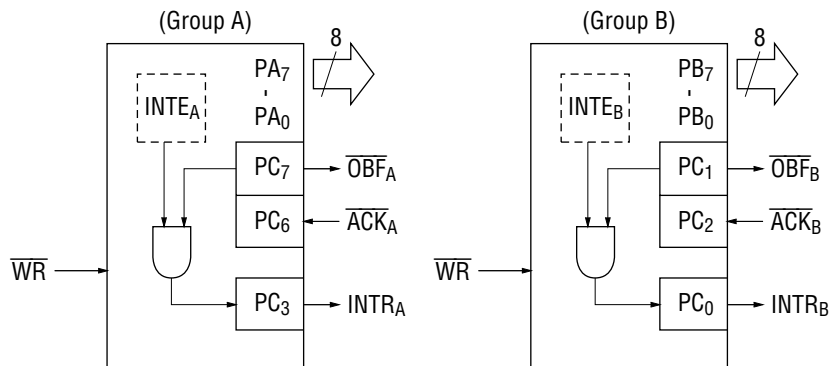 (Group A)
8
PA7
-
PA0
INTEA
PC7
OBFA
PC6
ACKA
WR
PC3
INTRA
(Group B)
8
PB7
-
PB0
INTEB
PC1
OBFB
PC2
ACKB
WR
PC0
INTRB